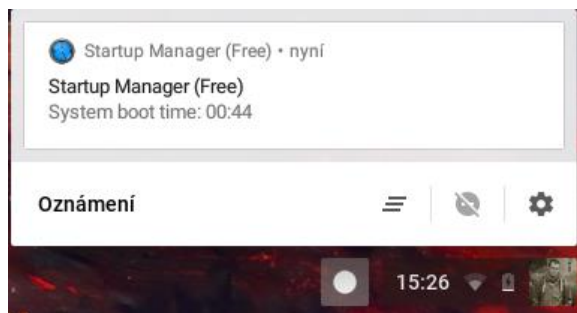 Startup Manager (Free) • nyní
Startup Manager (Free)
System boot time: 00:44
Oznámení
15:26